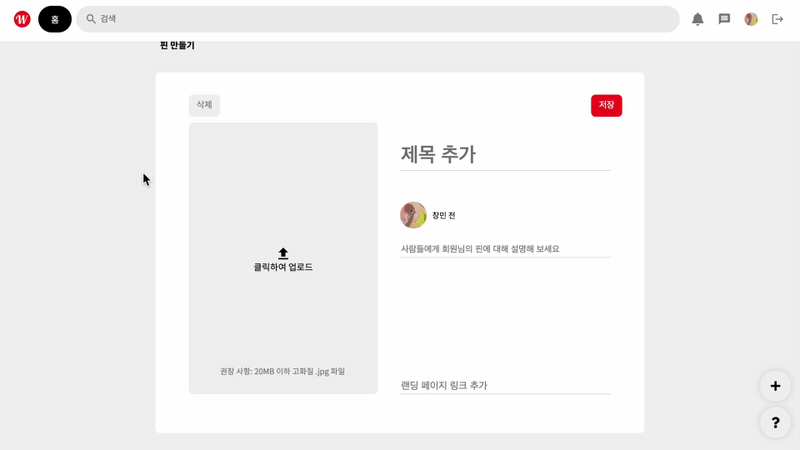 W
홈
검색
핀 만들기
삭제
저장
제목 추가
창민 전
사람들에게 회원님의 핀에 대해 설명해 보세요
클릭하여 업로드
권장 사항: 20MB 이하 고화질 .jpg 파일
랜딩 페이지 링크 추가
+
?